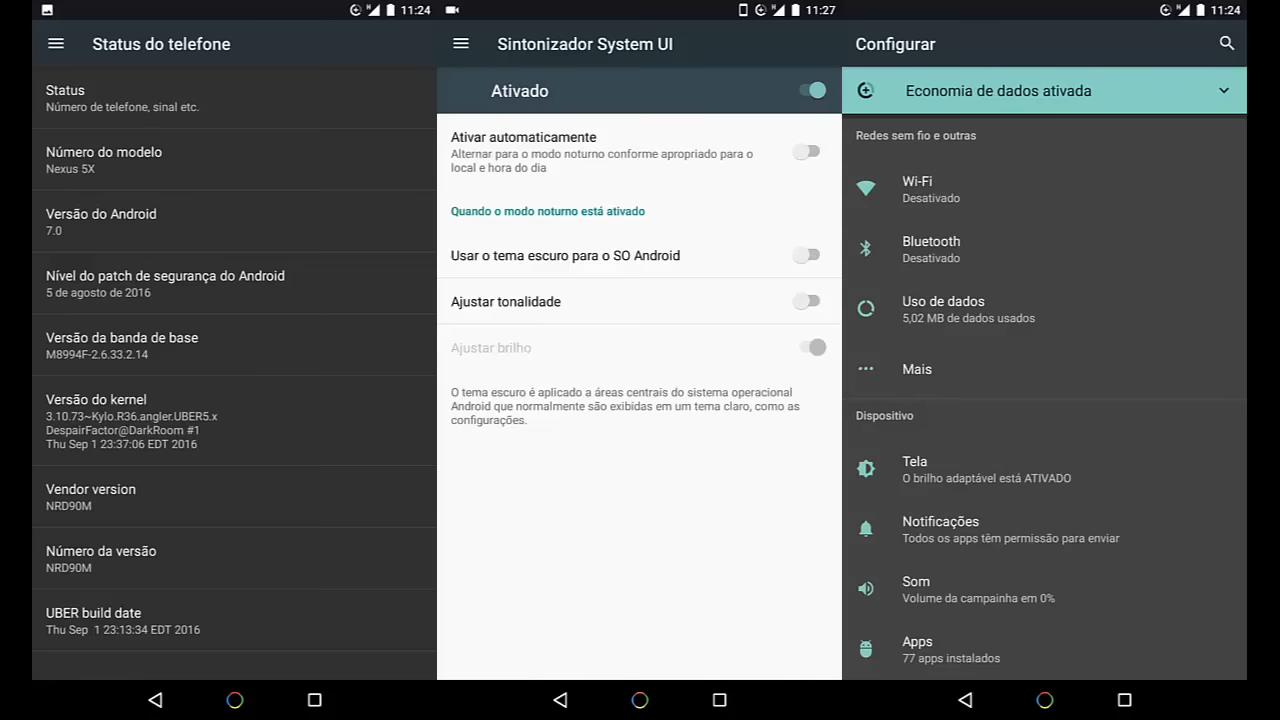 11:24
Status do telefone
Status
Número de telefone, sinal etc.
Número do modelo
Nexus 5X
Versão do Android
7.0
Nível do patch de segurança do Android
5 de agosto de 2016
Versão da banda de base
M8994F-2.6.33.2.14
Versão do kernel
3.10.73~Kylo.R36.angler.UBER5.x
DespairFactor@DarkRoom #1
Thu Sep 1 23:37:06 EDT 2016
Vendor version
NRD90M
Número da versão
NRD90M
UBER build date
Thu Sep  1 23:13:34 EDT 2016
11:27
Sintonizador System UI
Ativado
Ativar automaticamente
Alternar para o modo noturno conforme apropriado para o
local e hora do dia
Quando o modo noturno está ativado
Usar o tema escuro para o SO Android
Ajustar tonalidade
Ajustar brilho
O tema escuro é aplicado a áreas centrais do sistema operacional
Android que normalmente são exibidas em um tema claro, como as
configurações.
11:24
Configurar
Economia de dados ativada
Redes sem fio e outras
Wi-Fi
Desativado
Bluetooth
Desativado
Uso de dados
5,02 MB de dados usados
Mais
Dispositivo
Tela
O brilho adaptável está ATIVADO
Notificações
Todos os apps têm permissão para enviar
Som
Volume da campainha em 0%
Apps
77 apps instalados